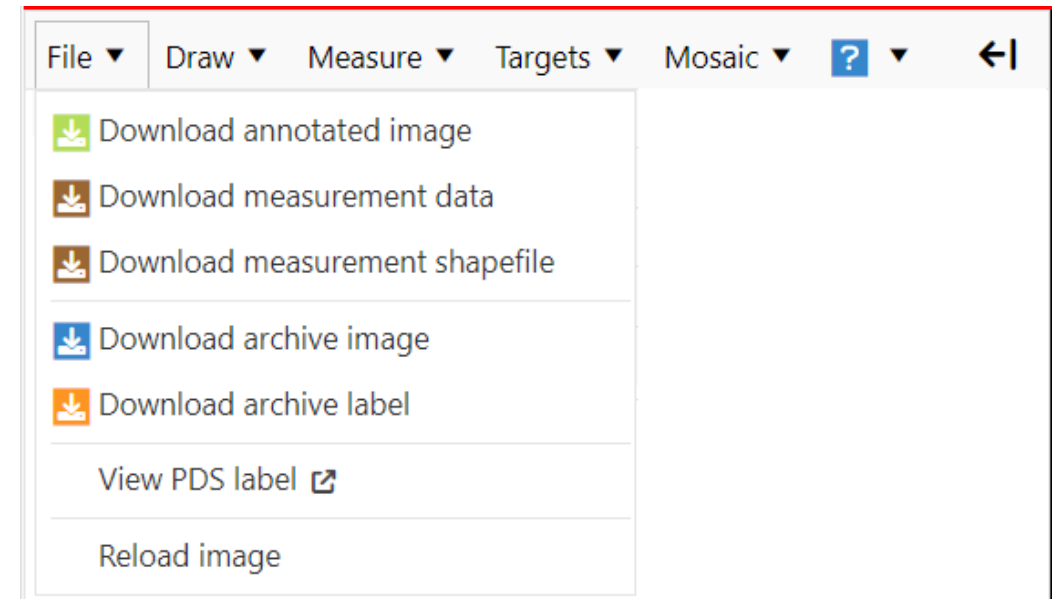 File ▼ Draw ▼ Measure ▼ Targets ▼ Mosaic ▼ ? ▼
Download annotated image
Download measurement data
Download measurement shapefile
Download archive image
Download archive label
View PDS label
Reload image